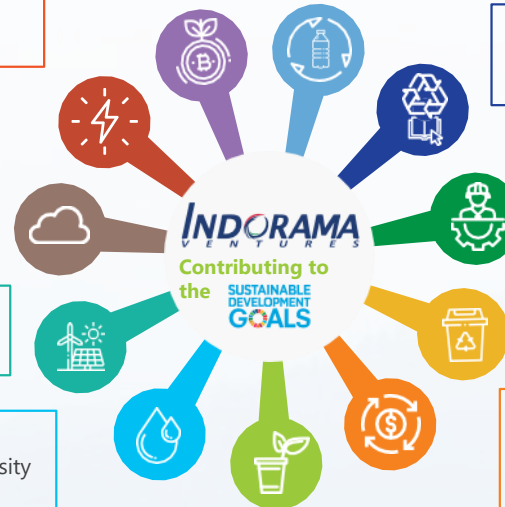 INDORAMA
VENTURES
Contributing to
the SUSTAINABLE
DEVELOPMENT
GOALS
sity